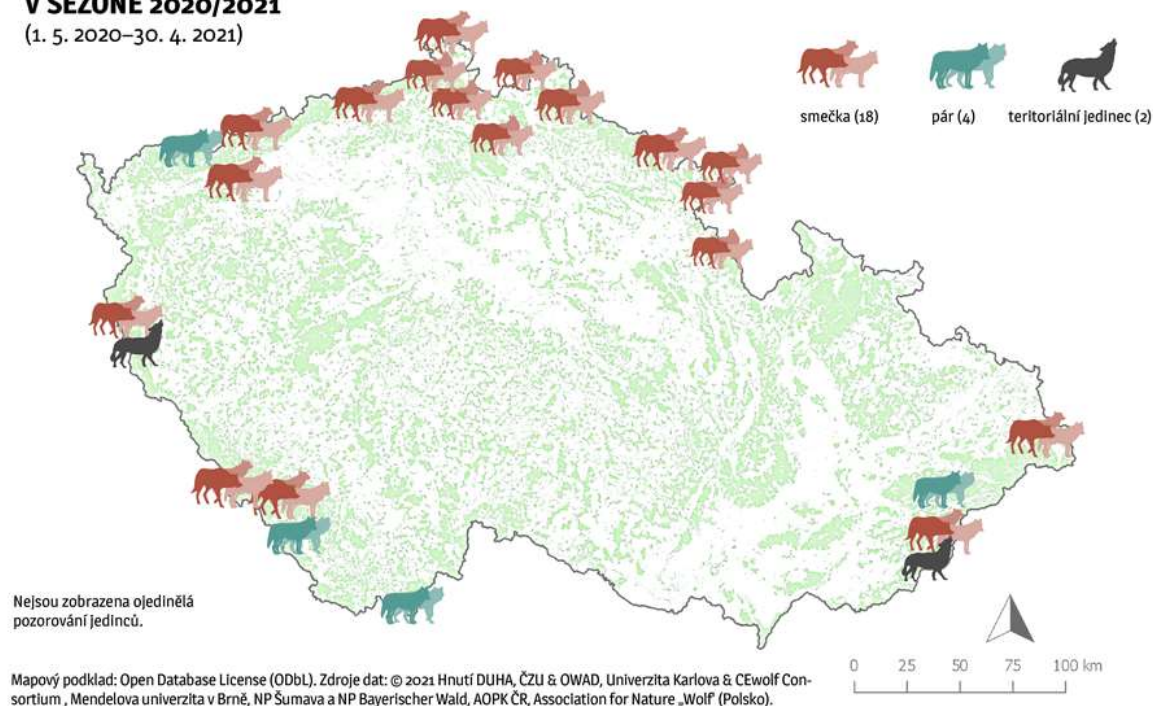 V SEZÓNĚ 2020/2021
(1. 5. 2020–30. 4. 2021)
smečka (18)
pár (4)
teritoriální jedinec (2)
Nejsou zobrazena ojedinělá
pozorování jedinců.
0 25 50 75 100 km
Mapový podklad: Open Database License (ODbL). Zdroje dat: © 2021 Hnutí DUHA, ČZU & OWAD, Univerzita Karlova & CEwolf Con-
sortium , Mendelova univerzita v Brně, NP Šumava a NP Bayerischer Wald, AOPK ČR, Association for Nature „Wolf“ (Polsko).